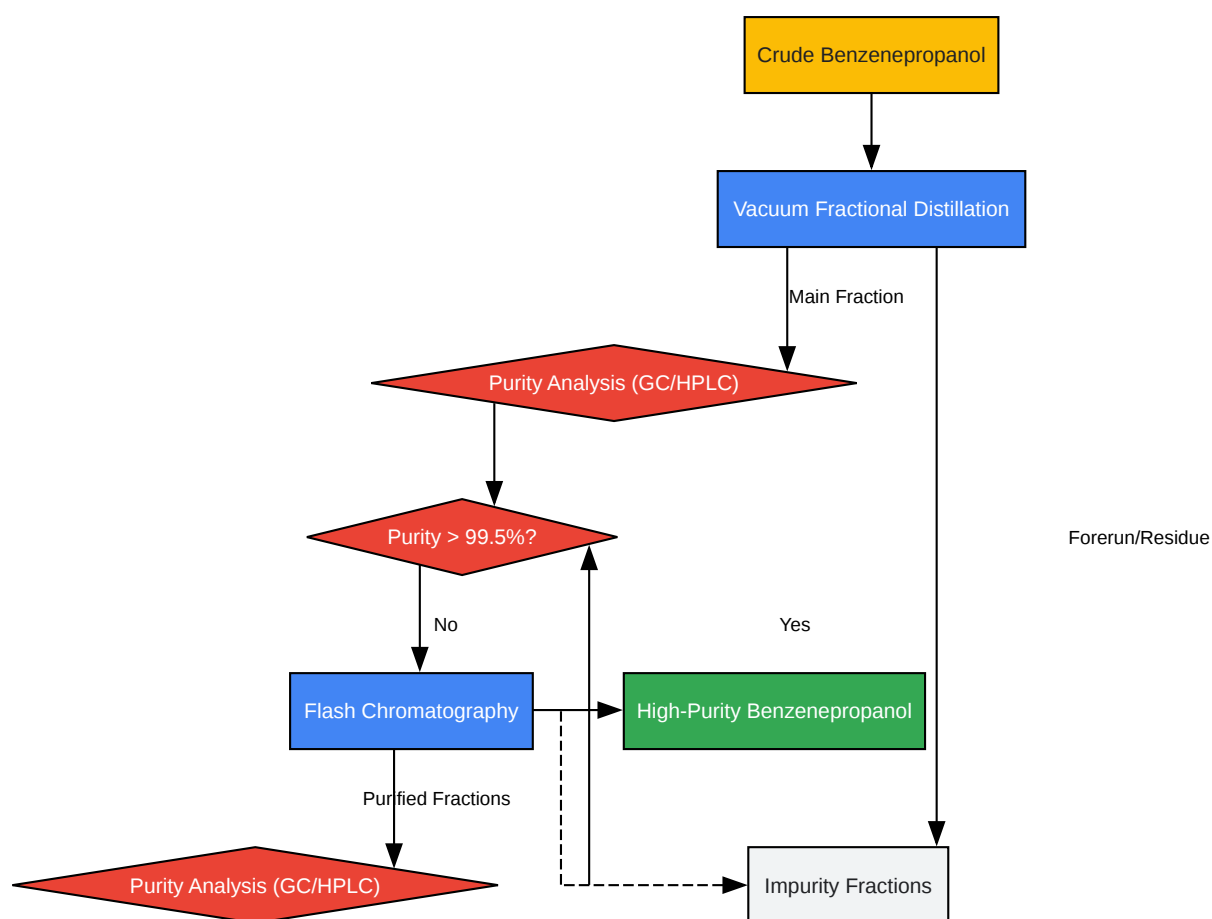 Crude Benzenepropanol
Vacuum Fractional Distillation
Main Fraction
Purity Analysis (GC/HPLC)
Purity > 99.5%?
Forerun/Residue
No
Yes
Flash Chromatography
High-Purity Benzenepropanol
Purified Fractions
Purity Analysis (GC/HPLC)
Impurity Fractions